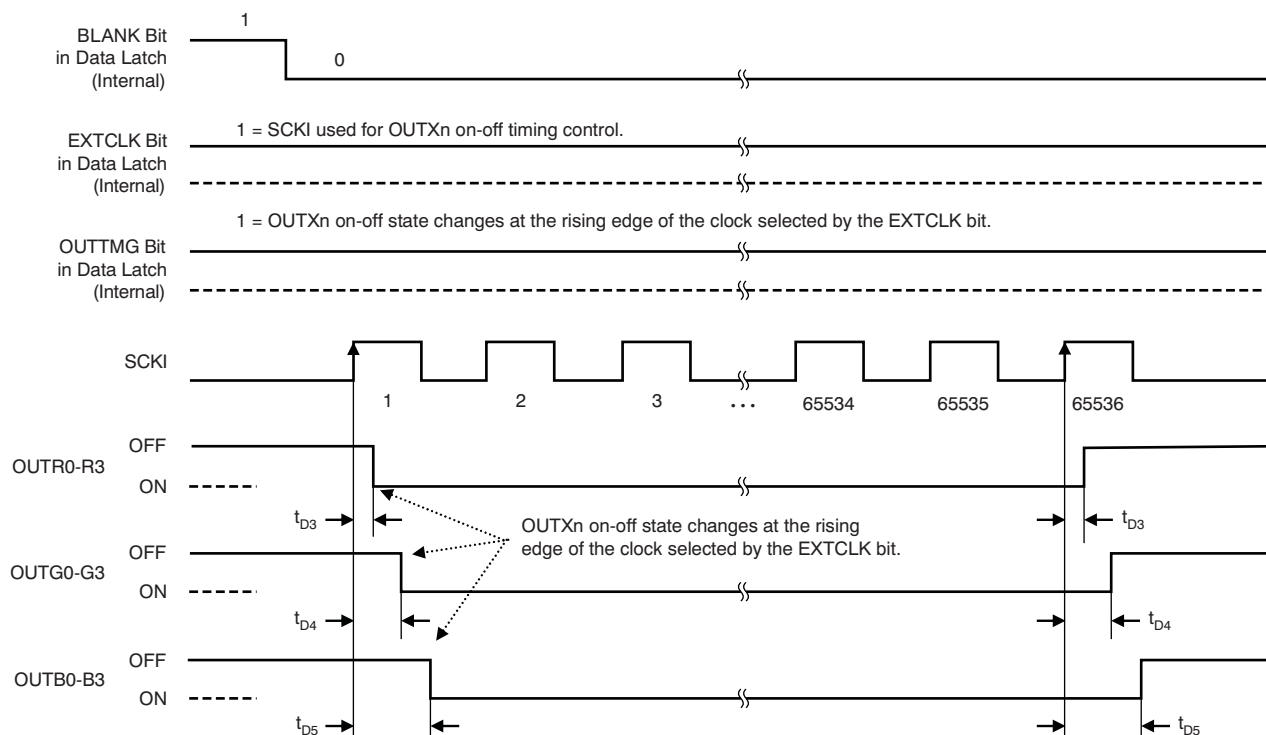 1
BLANK Bit
in Data Latch
(Internal)
0
1 = SCKI used for OUTXn on-off timing control.
EXTCLK Bit
in Data Latch
(Internal)
1 = OUTXn on-off state changes at the rising edge of the clock selected by the EXTCLK bit.
OUTTMG Bit
in Data Latch
(Internal)
SCKI
1 2 3 ... 65534 65535 65536
OFF
OUTR0-R3
ON
tD3 tD3
OUTXn on-off state changes at the rising
edge of the clock selected by the EXTCLK bit.
OFF
OUTG0-G3
ON
tD4 tD4
OFF
OUTB0-B3
ON
tD5 tD5